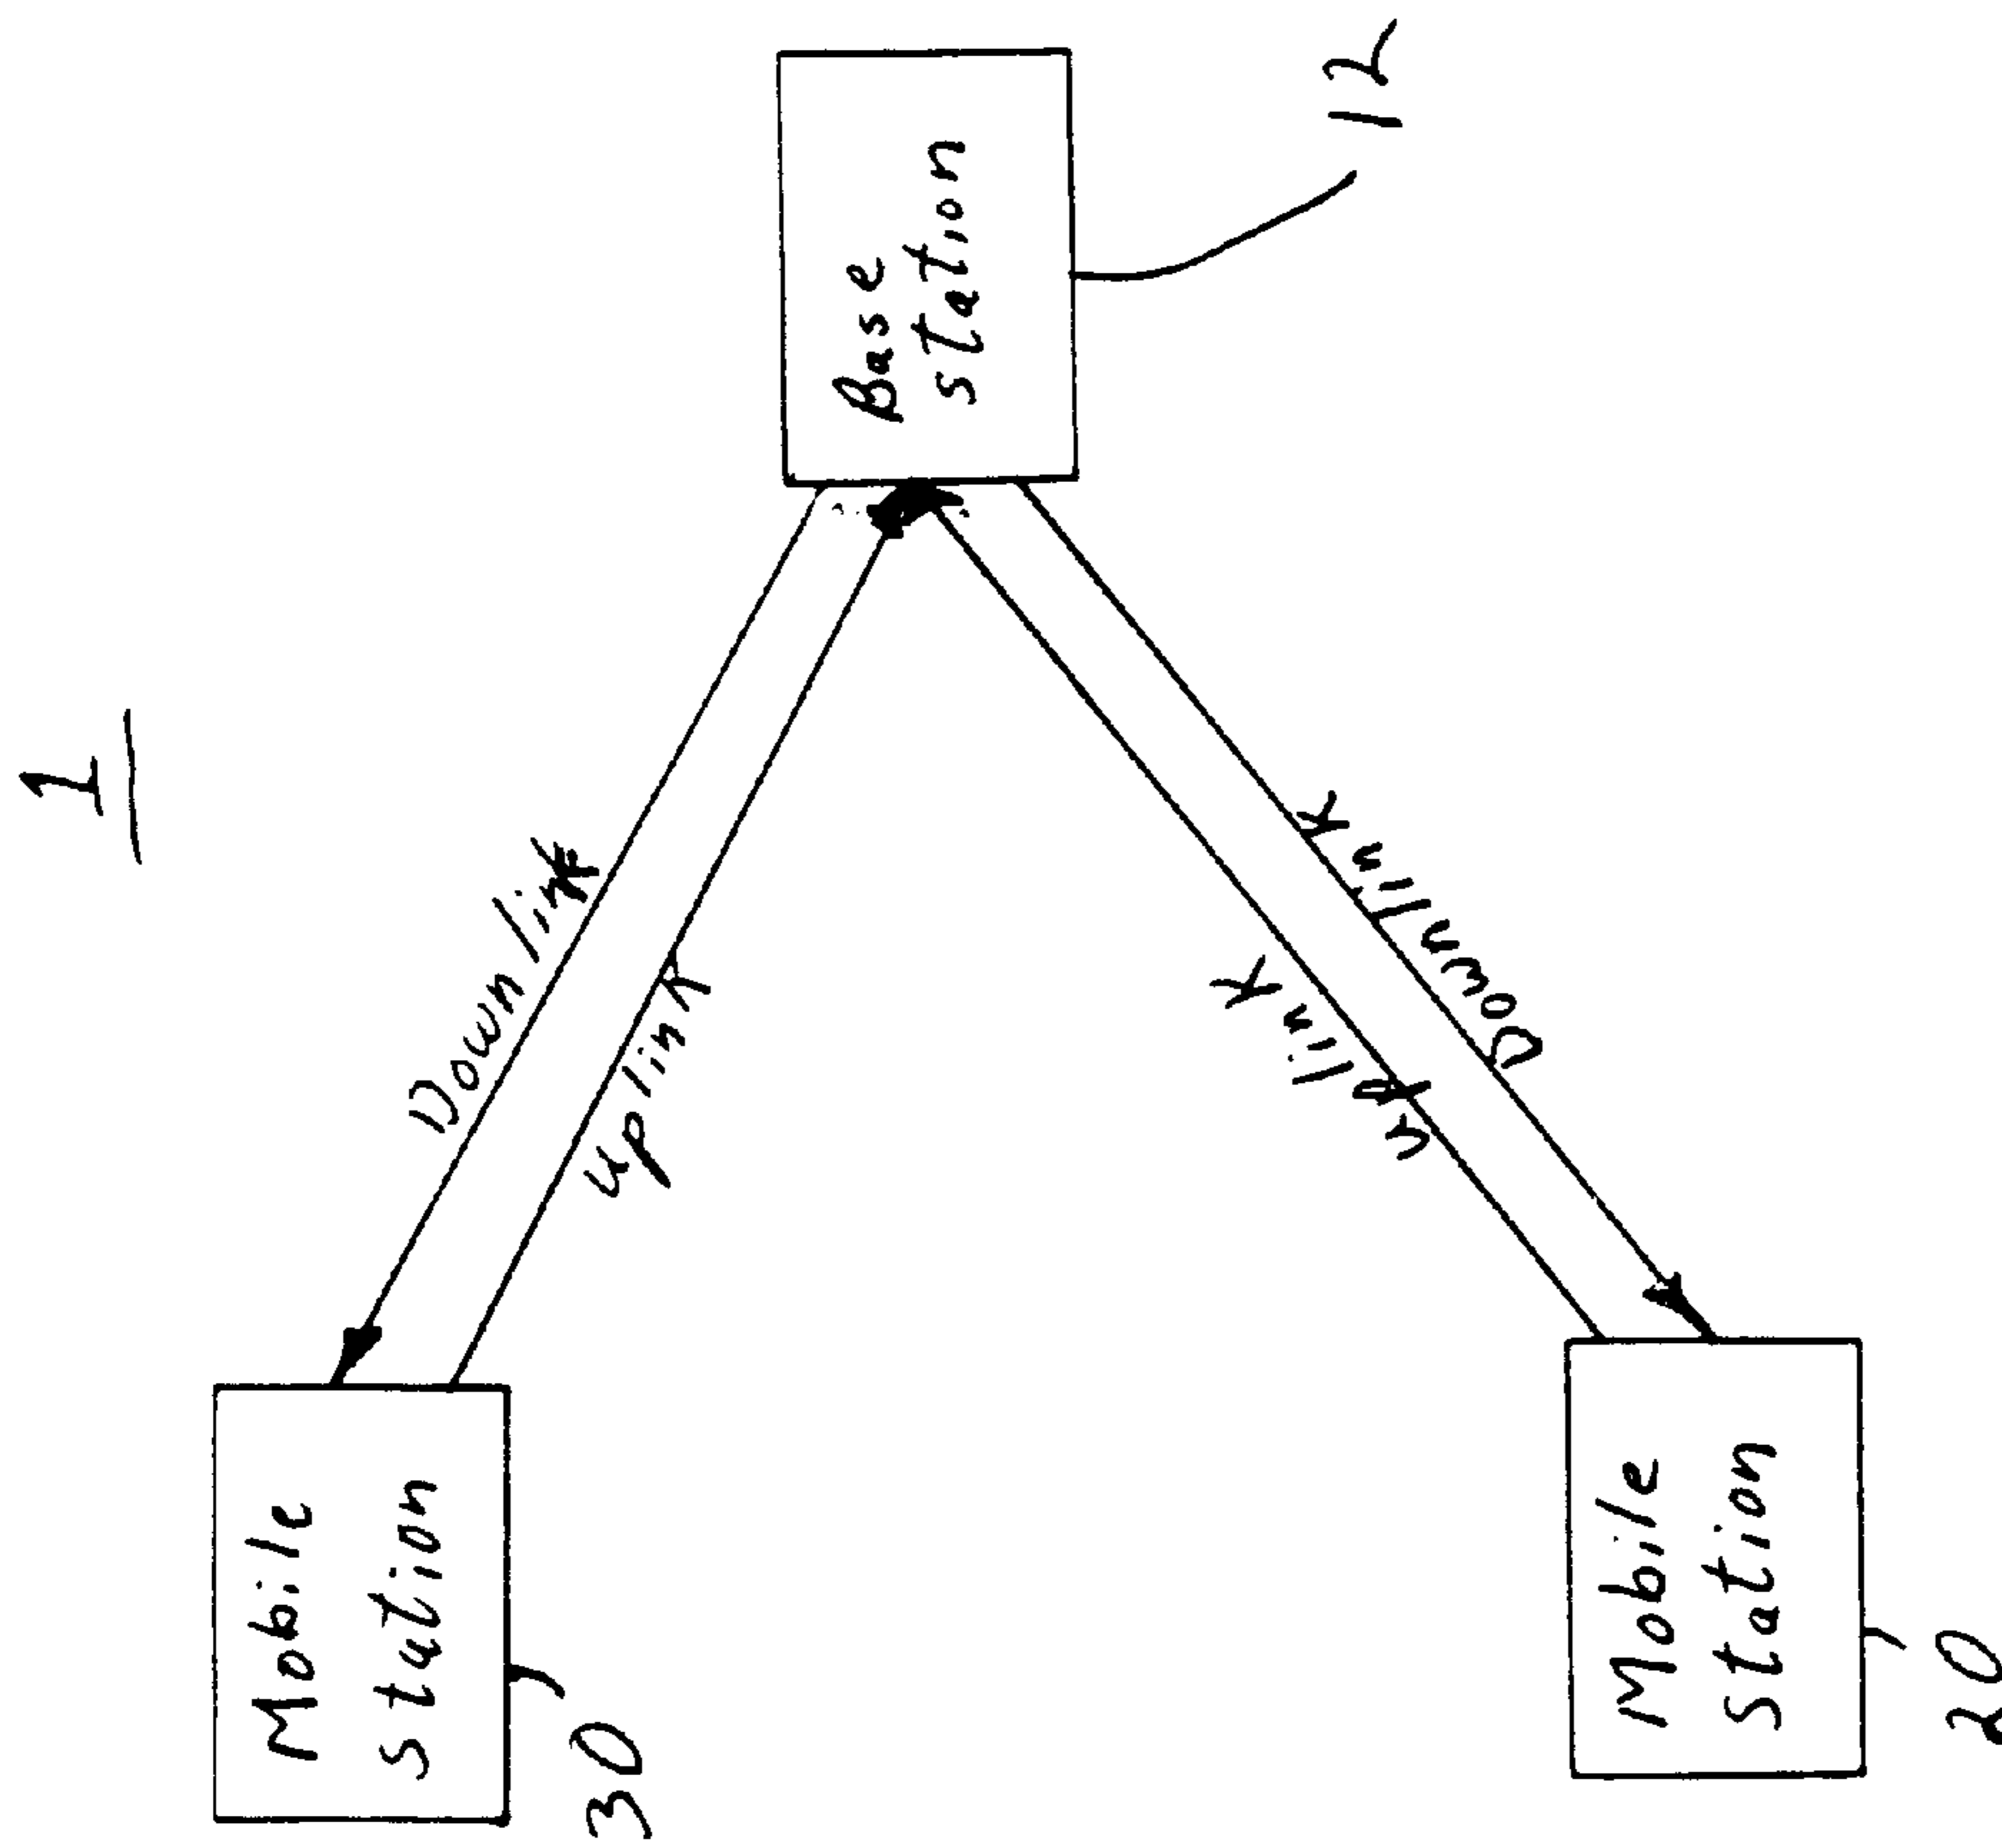 1
Mobile
station
30
Down link
uplink
Base
station
12
uplink
Downlink
Mobile
station
20